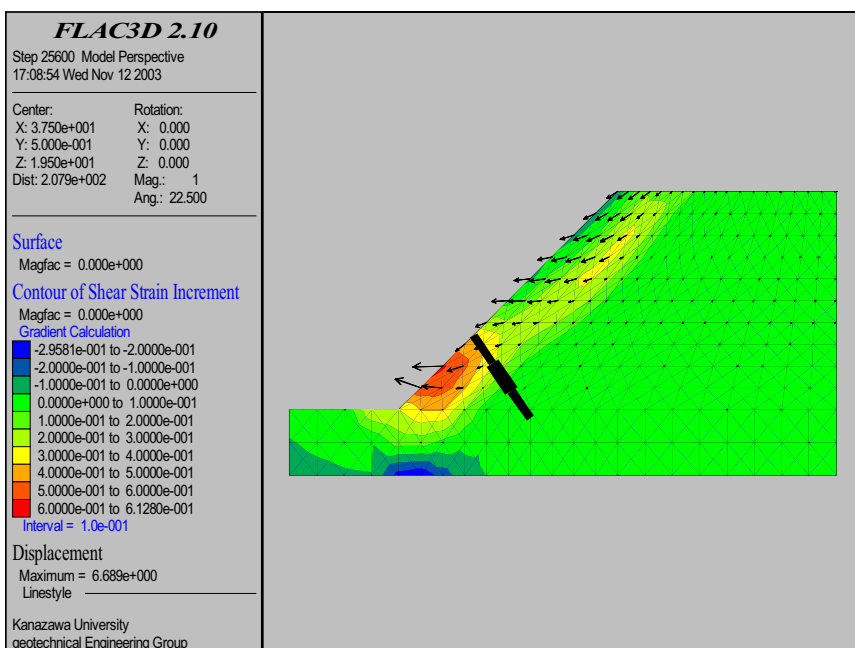 FLAC3D 2.10
Step 25600 Model Perspective
17:08:54 Wed Nov 12 2003
Center: Rotation:
X: 3.750e+001 X: 0.000
Y: 5.000e-001 Y: 0.000
Z: 1.950e+001 Z: 0.000
Dist: 2.079e+002 Mag.: 1
Ang.: 22.500
Surface
Magfac = 0.000e+000
Contour of Shear Strain Increment
Magfac = 0.000e+000
Gradient Calculation
-2.9581e-001 to -2.0000e-001
-2.0000e-001 to -1.0000e-001
-1.0000e-001 to 0.0000e+000
0.0000e+000 to 1.0000e-001
1.0000e-001 to 2.0000e-001
2.0000e-001 to 3.0000e-001
3.0000e-001 to 4.0000e-001
4.0000e-001 to 5.0000e-001
5.0000e-001 to 6.0000e-001
6.0000e-001 to 6.1280e-001
Interval = 1.0e-001
Displacement
Maximum = 6.689e+000
Linestyle
Kanazawa University
geotechnical Engineering Group